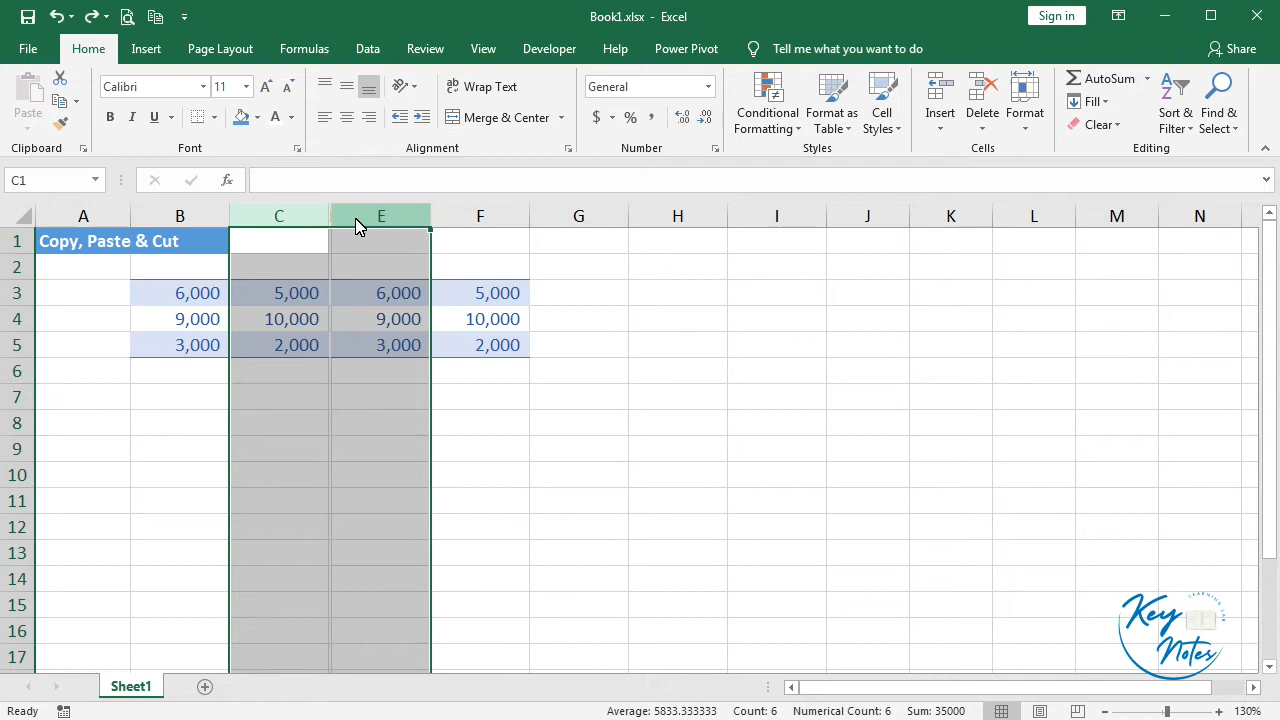 Book1.xlsx - Excel
Sign in
File Home Insert Page Layout Formulas Data Review View Developer Help Power Pivot Tell me what you want to do Share
Paste
Clipboard
Calibri 11
B I U A
Font
Wrap Text
Merge & Center
Alignment
General
$ % ,
Number
Conditional Formatting
Format as Table
Cell Styles
Styles
Insert
Delete
Format
Cells
AutoSum
Fill
Clear
Sort & Filter
Find & Select
Editing
C1
fx
A B C E F G H I J K L M N
1 Copy, Paste & Cut
2
3 6,000 5,000 6,000 5,000
4 9,000 10,000 9,000 10,000
5 3,000 2,000 3,000 2,000
6
7
8
9
10
11
12
13
14
15
16
17
LEARNING LAB
Key
Notes
Sheet1
Ready Average: 5833.333333 Count: 6 Numerical Count: 6 Sum: 35000 130%